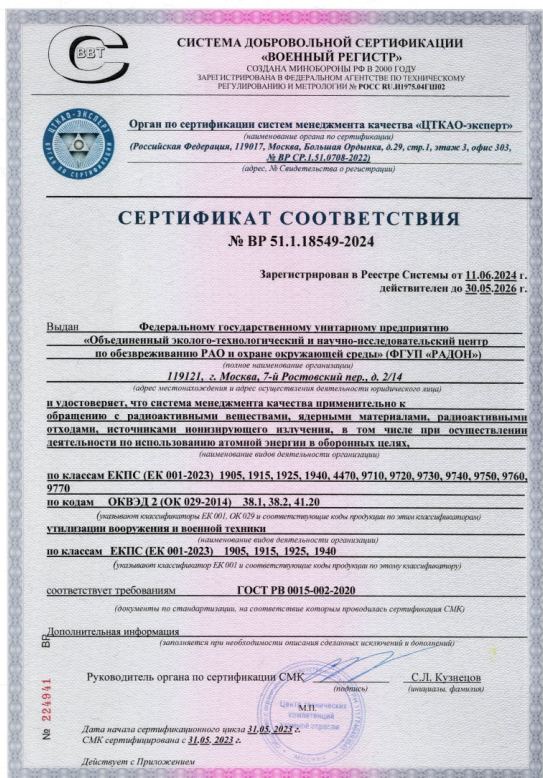 ВВТ
СИСТЕМА ДОБРОВОЛЬНОЙ СЕРТИФИКАЦИИ
«ВОЕННЫЙ РЕГИСТР»
СОЗДАНА МИНОБОРОНЫ РФ В 2000 ГОДУ
ЗАРЕГИСТРИРОВАНА В ФЕДЕРАЛЬНОМ АГЕНТСТВЕ ПО ТЕХНИЧЕСКОМУ
РЕГУЛИРОВАНИЮ И МЕТРОЛОГИИ № РОСС RU.И1975.04ГШ02
ЦТКАО-ЭКСПЕРТ
ОРГАН ПО СЕРТИФИКАЦИИ
Орган по сертификации систем менеджмента качества «ЦТКАО-эксперт»
(наименование органа по сертификации)
(Российская Федерация, 119017, Москва, Большая Ордынка, д.29, стр.1, этаж 3, офис 303,
№ ВР СР.1.51.0708-2022)
(адрес, № Свидетельства о регистрации)
СЕРТИФИКАТ СООТВЕТСТВИЯ
№ ВР 51.1.18549-2024
Зарегистрирован в Реестре Системы от 11.06.2024 г.
действителен до 30.05.2026 г.
Выдан Федеральному государственному унитарному предприятию
«Объединенный эколого-технологический и научно-исследовательский центр
по обезвреживанию РАО и охране окружающей среды» (ФГУП «РАДОН»)
(полное наименование организации)
119121, г. Москва, 7-й Ростовский пер., д. 2/14
(адрес местонахождения и адрес осуществления деятельности юридического лица)
и удостоверяет, что система менеджмента качества применительно к
обращению с радиоактивными веществами, ядерными материалами, радиоактивными
отходами, источниками ионизирующего излучения, в том числе при осуществлении
деятельности по использованию атомной энергии в оборонных целях,
(наименование видов деятельности организации)
по классам ЕКПС (ЕК 001-2023) 1905, 1915, 1925, 1940, 4470, 9710, 9720, 9730, 9740, 9750, 9760,
9770
по кодам ОКВЭД 2 (ОК 029-2014) 38.1, 38.2, 41.20
(указывают классификаторы ЕК 001, ОК 029 и соответствующие коды продукции по этим классификаторам)
утилизации вооружения и военной техники
(наименование видов деятельности организации)
по классам ЕКПС (ЕК 001-2023) 1905, 1915, 1925, 1940
(указывают классификатор ЕК 001 и соответствующие коды продукции по этому классификатору)
соответствует требованиям ГОСТ РВ 0015-002-2020
(документы по стандартизации, на соответствие которым проводилась сертификация СМК)
Дополнительная информация
(заполняется при необходимости описания сделанных исключений и дополнений)
Руководитель органа по сертификации СМК С.Л. Кузнецов
(подпись) (инициалы, фамилия)
М.П.
Центр технических
компетенций
атомной отрасли
МОСКВА
Дата начала сертификационного цикла 31.05. 2023 г.
СМК сертифицирована с 31.05. 2023 г.
Действует с Приложением
№ 224941 ВР